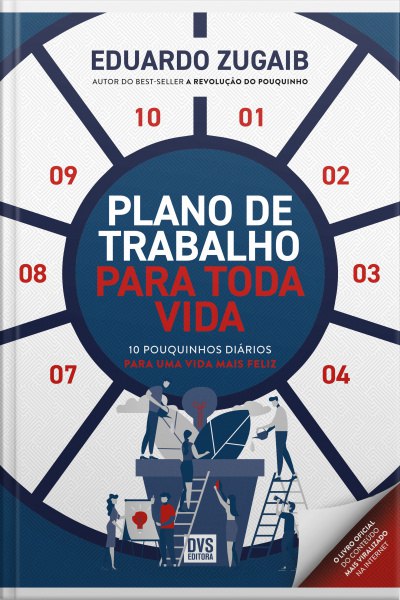 EDUARDO ZUGAIB
AUTOR DO BEST-SELLER A REVOLUÇÃO DO POUQUINHO
10
01
09
02
PLANO DE
TRABALHO
PARA TODA
VIDA
08
03
10 POUQUINHOS DIÁRIOS
PARA UMA VIDA MAIS FELIZ
07
04
DVS
EDITORA
O LIVRO OFICIAL
DO CONTEÚDO
MAIS VIRALIZADO
NA INTERNET